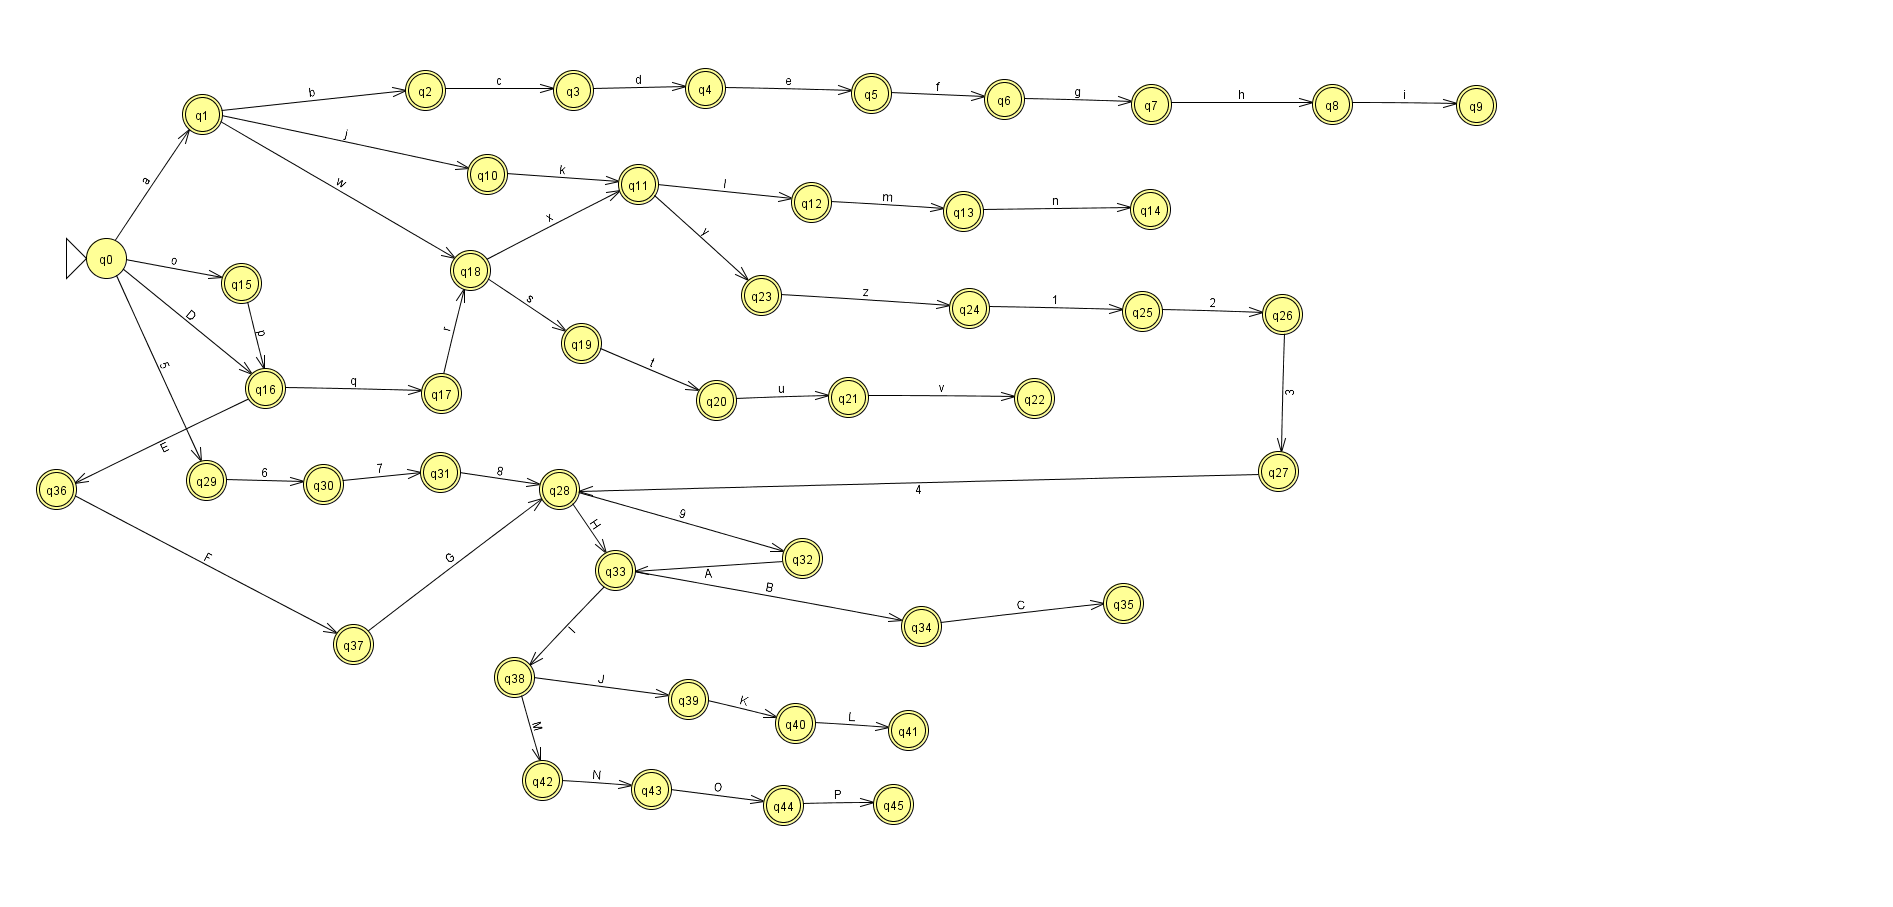 b
c
d
e
f
g
h
i
q1
q2
q3
q4
q5
q6
q7
q8
q9
a
j
w
k
l
m
n
q10
q11
q12
q13
q14
x
y
q0
o
q15
q18
D
p
s
z
1
2
q23
q24
q25
q26
5
r
q19
t
3
q16
q
q17
q20
u
q21
v
q22
E
q36
q29
6
q30
7
q31
8
q28
4
q27
F
G
H
9
q32
A
q33
B
C
q34
q35
q37
I
q38
J
q39
K
q40
L
q41
M
q42
N
q43
O
q44
P
q45